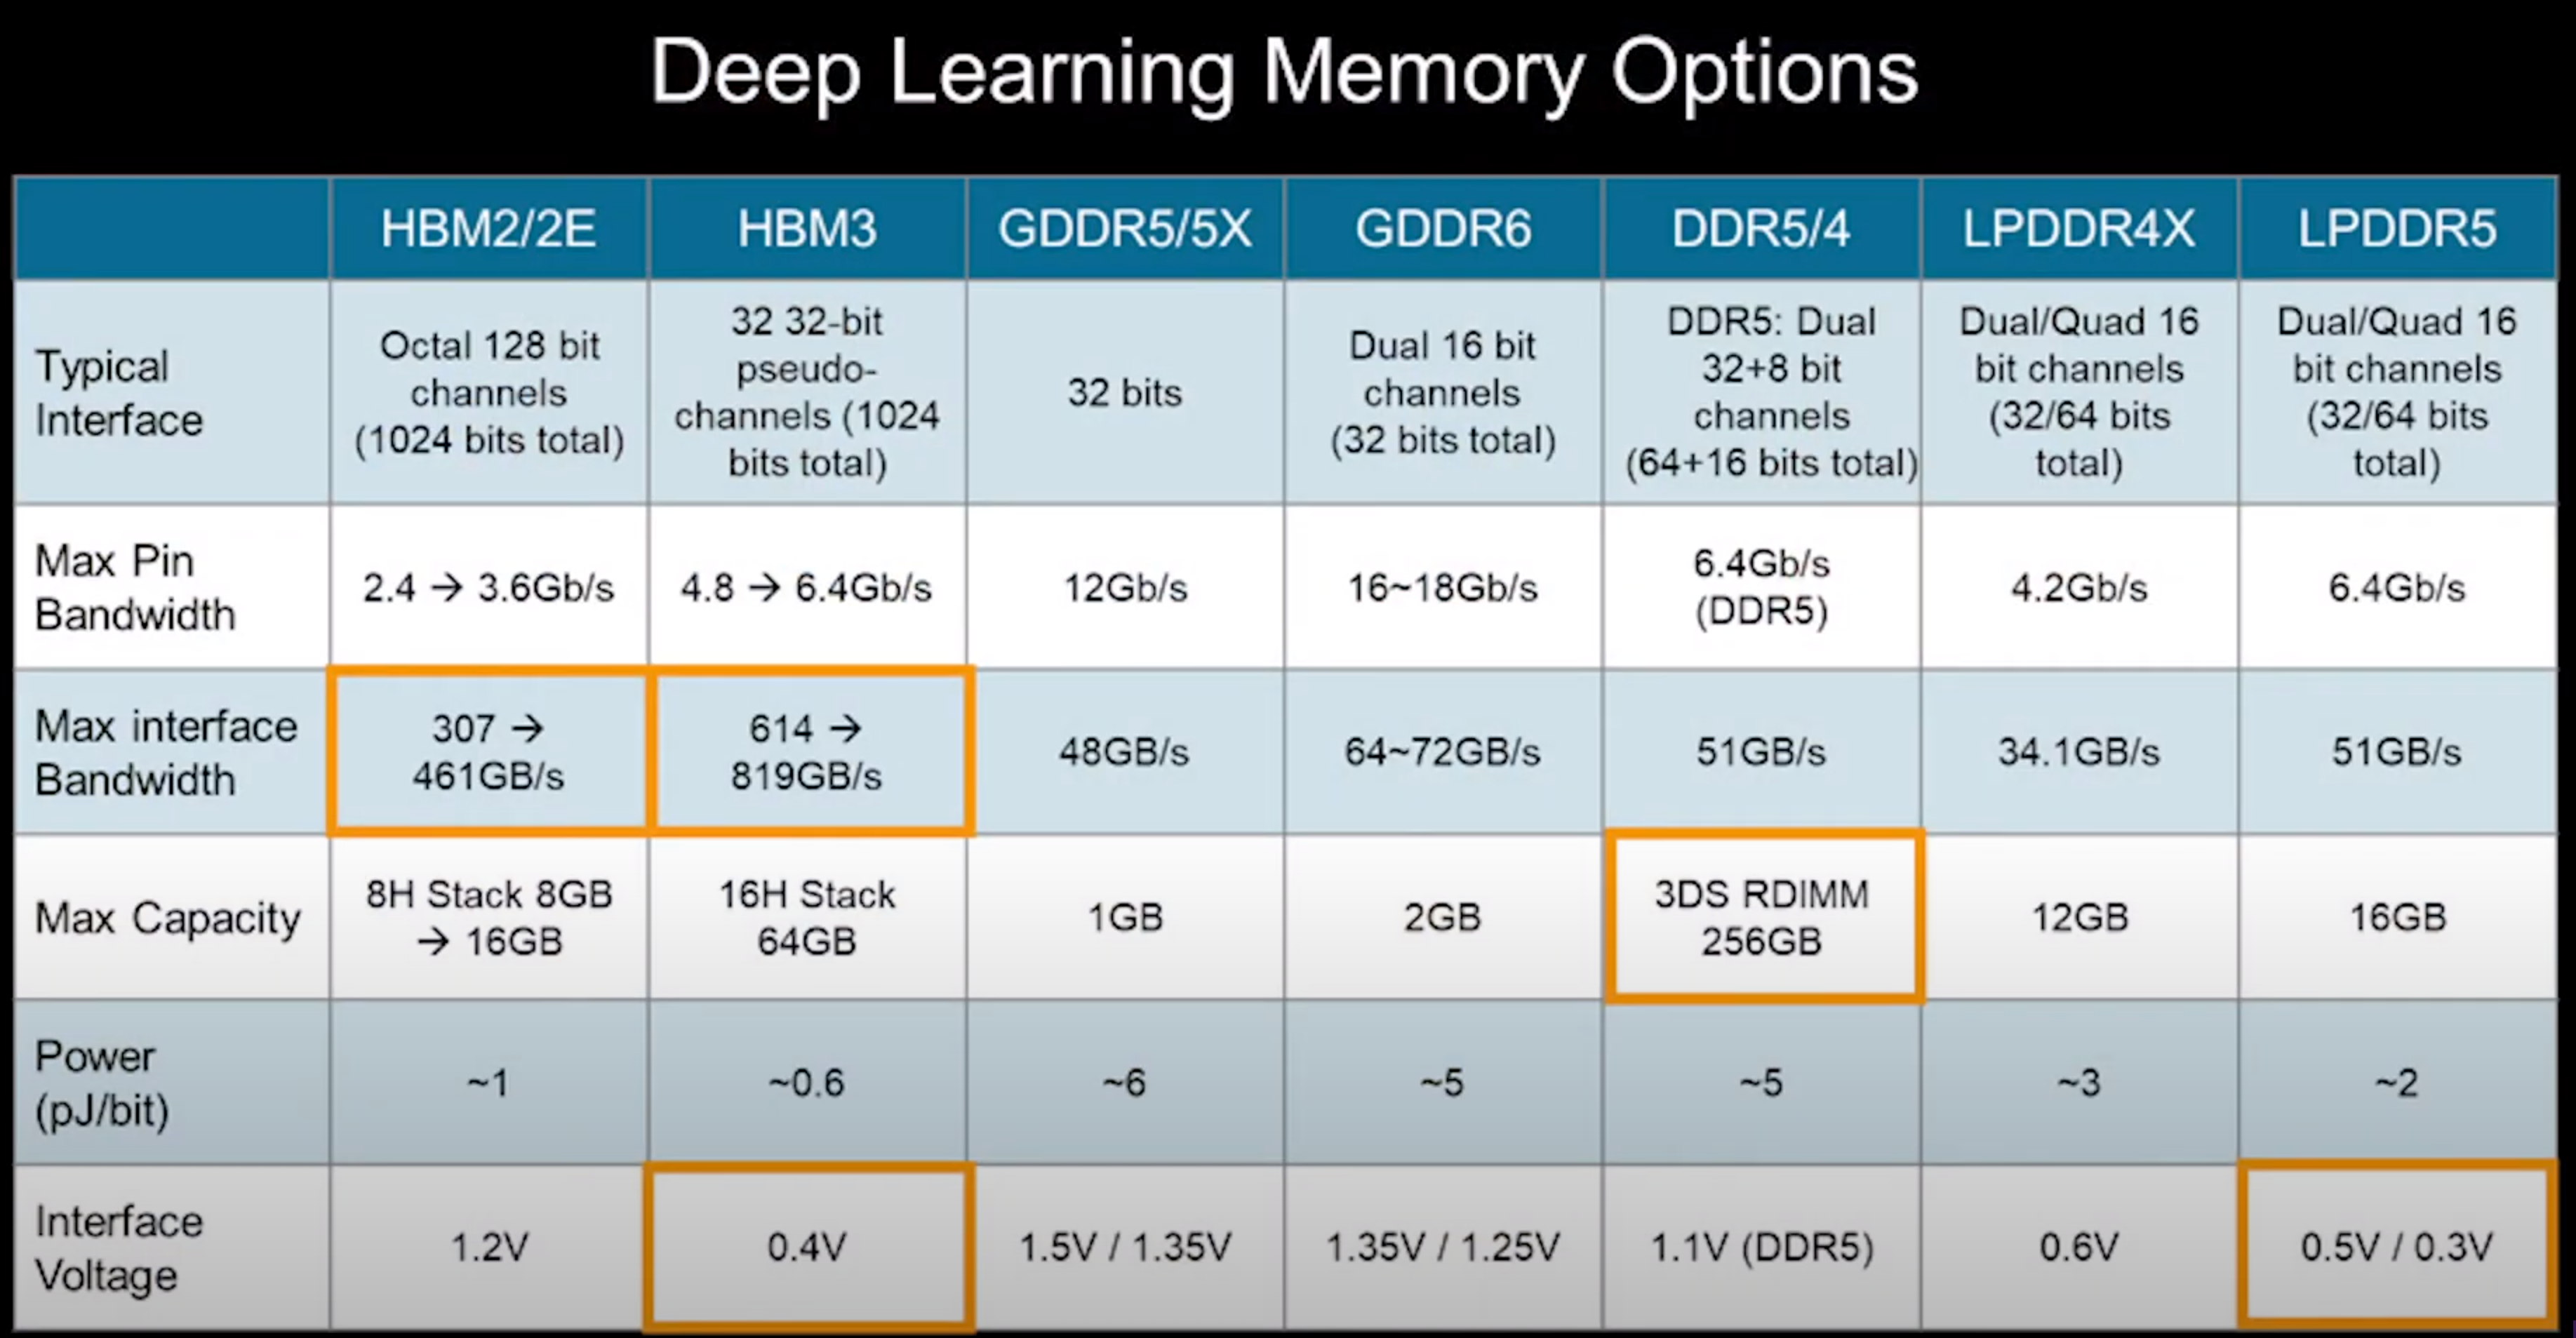 Deep Learning Memory Options
HBM2/2E
HBM3
GDDR5/5X
GDDR6
DDR5/4
LPDDR4X
LPDDR5
Typical
Interface
Octal 128 bit
channels
(1024 bits total)
32 32-bit
pseudo-
channels (1024
bits total)
32 bits
Dual 16 bit
channels
(32 bits total)
DDR5: Dual
32+8 bit
channels
(64+16 bits total)
Dual/Quad 16
bit channels
(32/64 bits
total)
Dual/Quad 16
bit channels
(32/64 bits
total)
Max Pin
Bandwidth
2.4 → 3.6Gb/s
4.8 → 6.4Gb/s
12Gb/s
16~18Gb/s
6.4Gb/s
(DDR5)
4.2Gb/s
6.4Gb/s
Max interface
Bandwidth
307 →
461GB/s
614 →
819GB/s
48GB/s
64~72GB/s
51GB/s
34.1GB/s
51GB/s
Max Capacity
8H Stack 8GB
→ 16GB
16H Stack
64GB
1GB
2GB
3DS RDIMM
256GB
12GB
16GB
Power
(pJ/bit)
~1
~0.6
~6
~5
~5
~3
~2
Interface
Voltage
1.2V
0.4V
1.5V / 1.35V
1.35V / 1.25V
1.1V (DDR5)
0.6V
0.5V / 0.3V